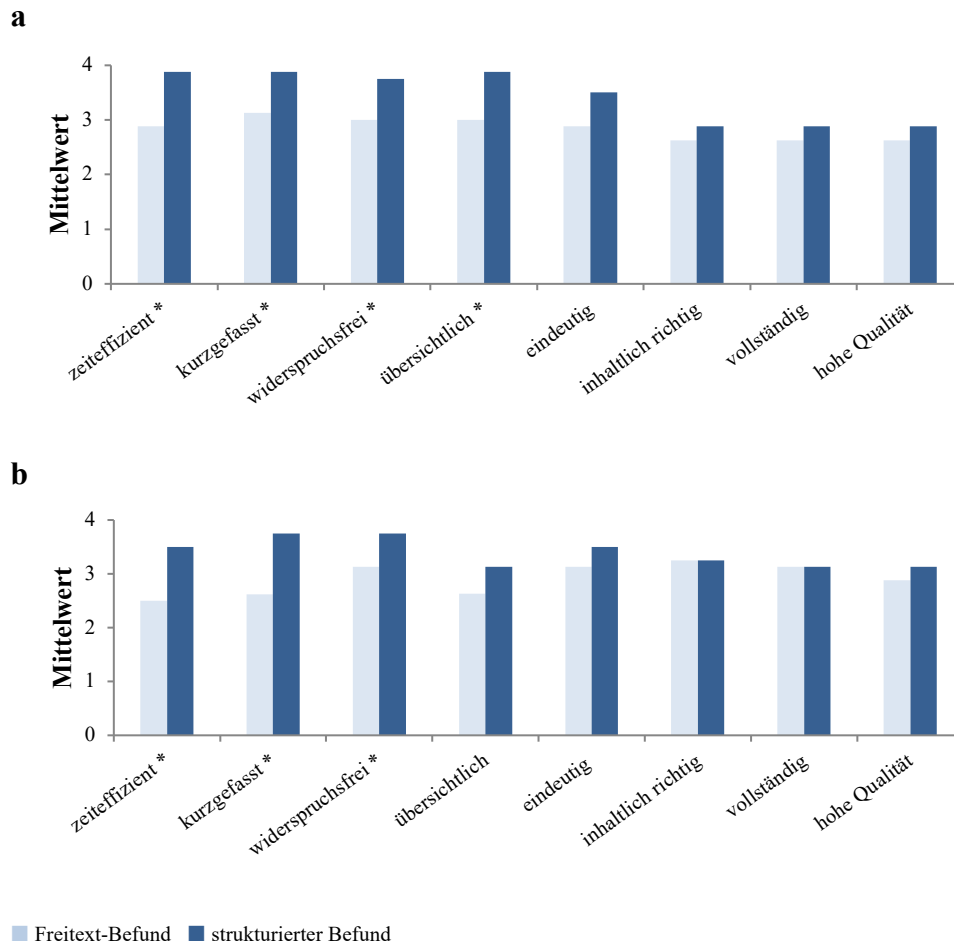 a
Mittelwert
4
3
2
1
0
zeiteffizient *
kurzgefasst *
widerspruchsfrei *
übersichtlich *
eindeutig
inhaltlich richtig
vollständig
hohe Qualität
b
Mittelwert
4
3
2
1
0
zeiteffizient *
kurzgefasst *
widerspruchsfrei *
übersichtlich
eindeutig
inhaltlich richtig
vollständig
hohe Qualität
Freitext-Befund strukturierter Befund